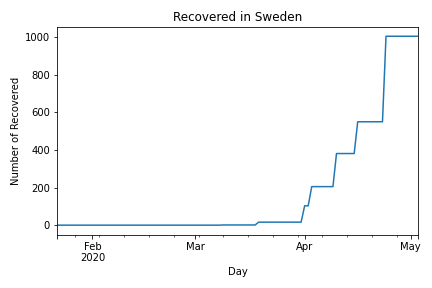 Recovered in Sweden
Number of Recovered
1000
800
600
400
200
0
Feb
2020
Mar
Apr
May
Day